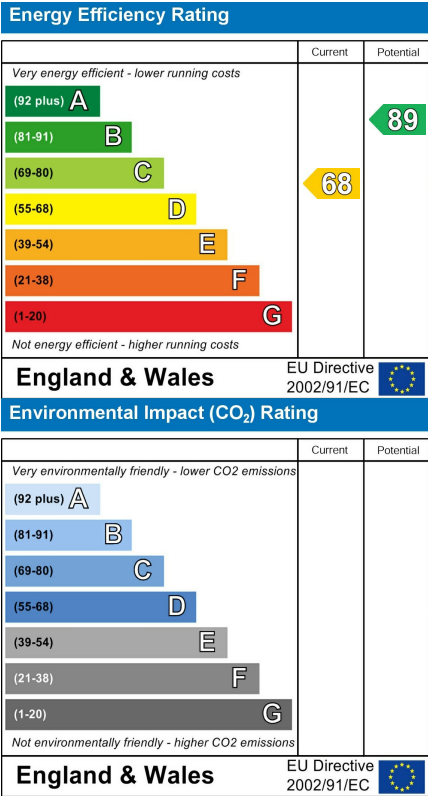 Energy Efficiency Rating
Current Potential
Very energy efficient - lower running costs
(92 plus) A
(81-91) B
(69-80) C
(55-68) D
(39-54) E
(21-38) F
(1-20) G
89
68
Not energy efficient - higher running costs
England & Wales
EU Directive
2002/91/EC
Environmental Impact (CO₂) Rating
Current Potential
Very environmentally friendly - lower CO2 emissions
(92 plus) A
(81-91) B
(69-80) C
(55-68) D
(39-54) E
(21-38) F
(1-20) G
Not environmentally friendly - higher CO2 emissions
England & Wales
EU Directive
2002/91/EC